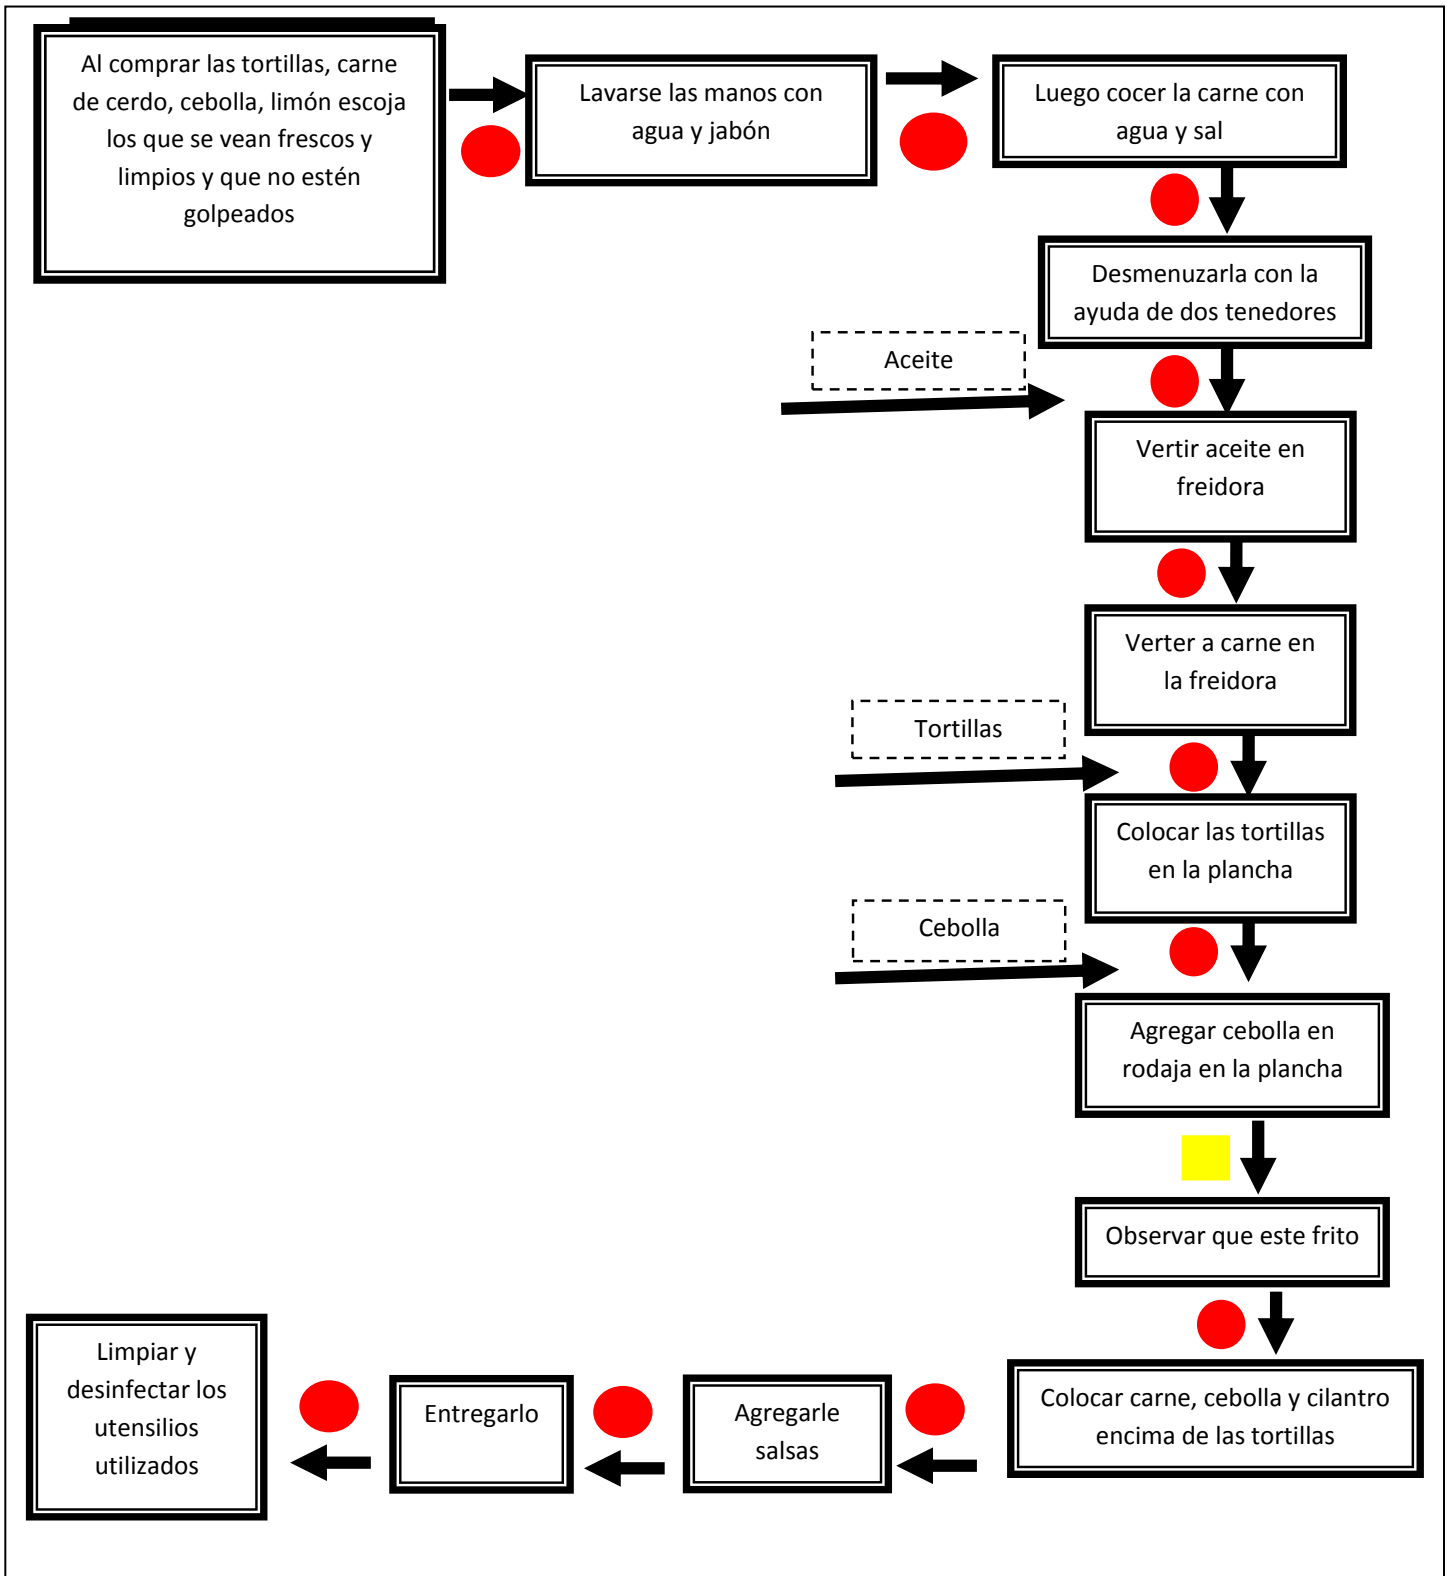 Al comprar las tortillas, carne
de cerdo, cebolla, limón escoja
los que se vean frescos y
limpios y que no estén
golpeados
Lavarse las manos con
agua y jabón
Luego cocer la carne con
agua y sal
Desmenuzarla con la
ayuda de dos tenedores
Aceite
Vertir aceite en
freidora
Verter a carne en
la freidora
Tortillas
Colocar las tortillas
en la plancha
Cebolla
Agregar cebolla en
rodaja en la plancha
Observar que este frito
Colocar carne, cebolla y cilantro
encima de las tortillas
Agregarle
salsas
Entregarlo
Limpiar y
desinfectar los
utensilios
utilizados